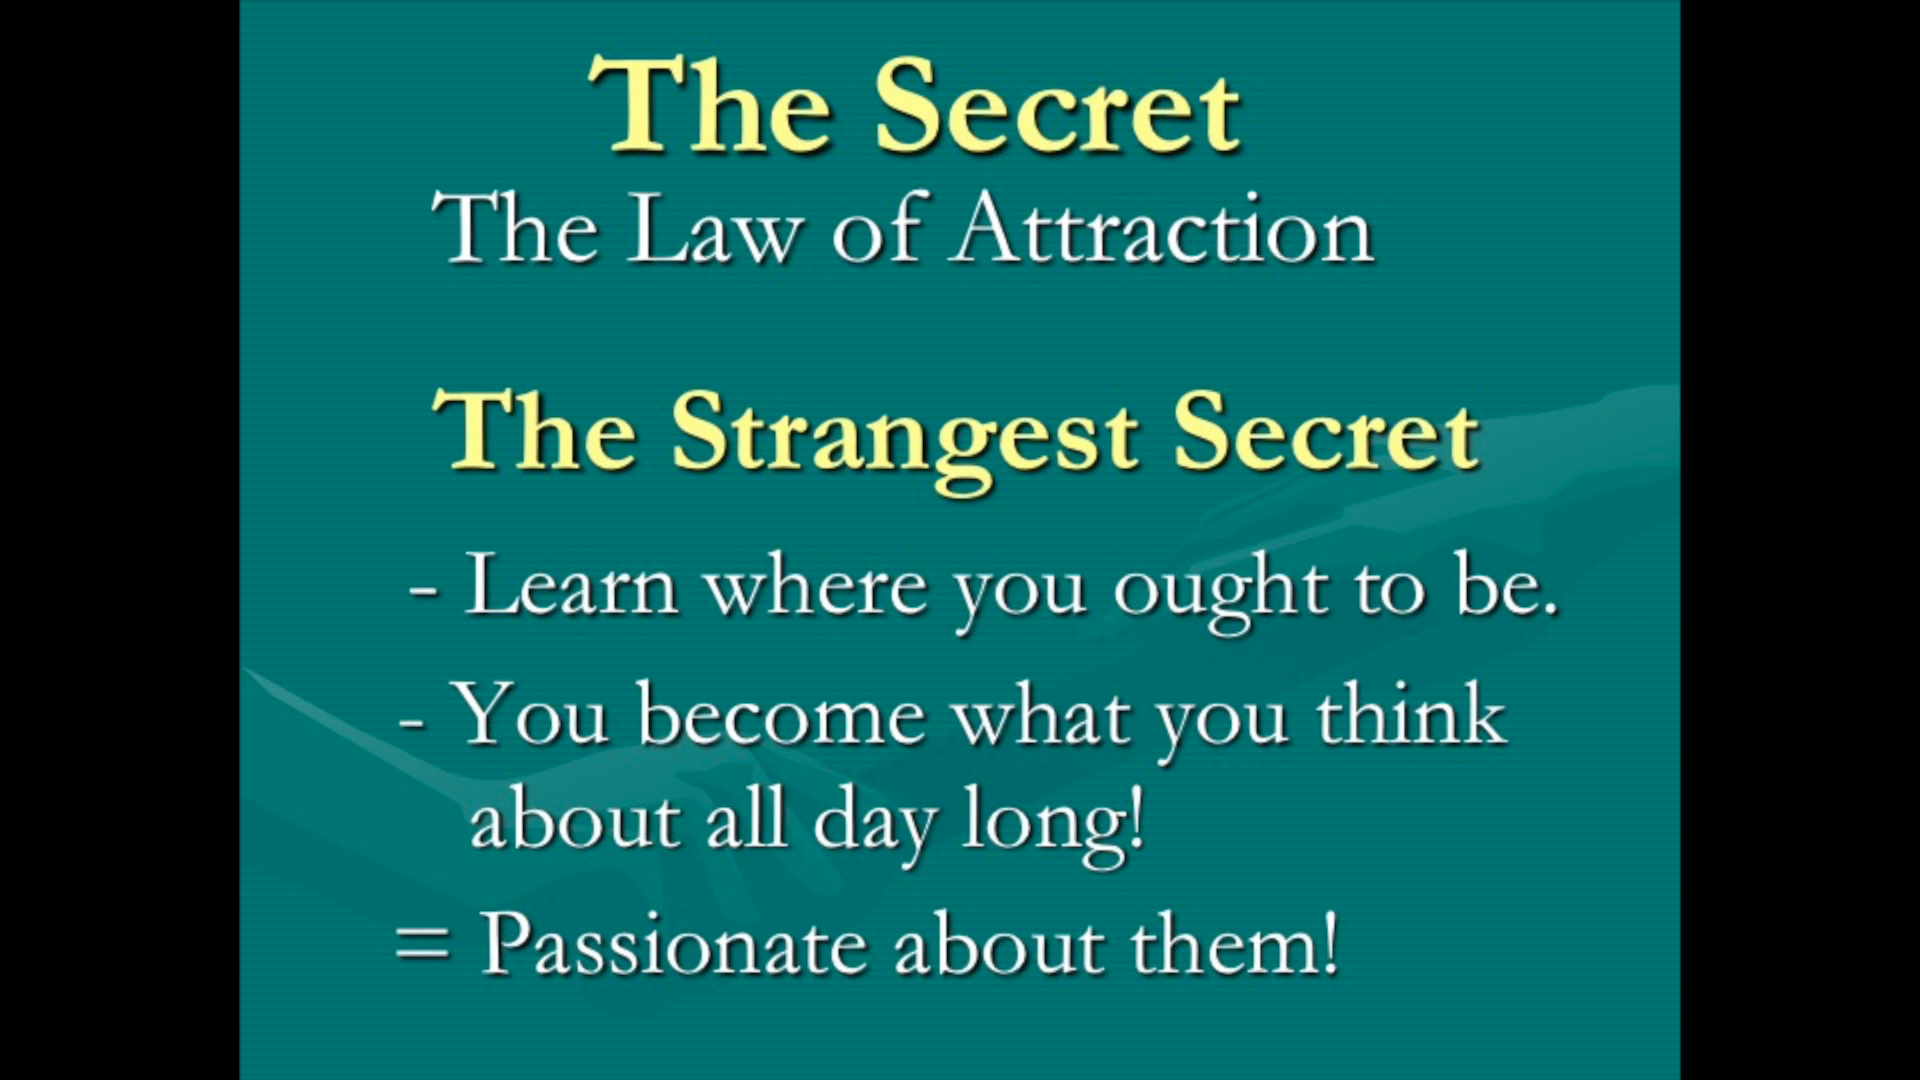 The Secret
The Law of Attraction
The Strangest Secret
- Learn where you ought to be.
- You become what you think
about all day long!
= Passionate about them!